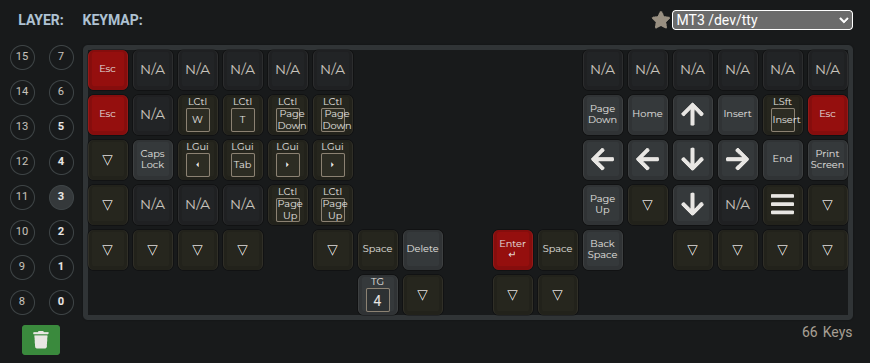 LAYER: KEYMAP: MT3 /dev/tty
15 7 Esc N/A N/A N/A N/A N/A N/A N/A N/A N/A N/A N/A
14 6 Esc N/A LCtl W LCtl T LCtl Page Down LCtl Page Down Page Down Home ↑ Insert LSft Insert Esc
13 5
12 4 ▽ Caps Lock LGui ◂ LGui Tab LGui ▸ LGui ▸ ← ← ↓ → End Print Screen
11 3 ▽ N/A N/A N/A LCtl Page Up LCtl Page Up Page Up ▽ ↓ N/A ☰ ▽
10 2 ▽ ▽ ▽ ▽ ▽ Space Delete Enter ↵ Space Back Space ▽ ▽ ▽ ▽
9 1
8 0 TG 4 ▽ ▽ ▽
66 Keys